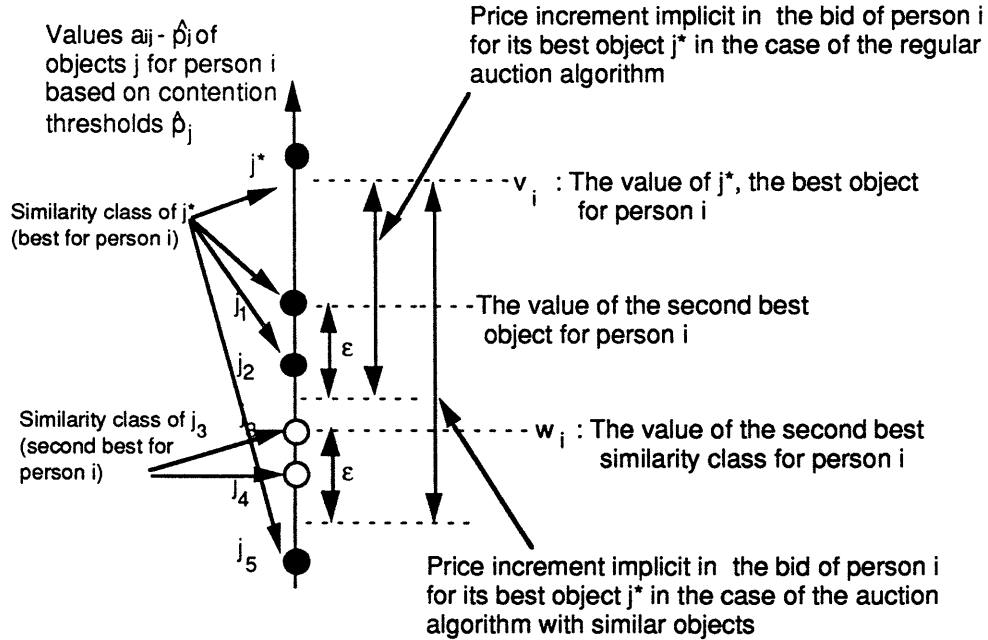 Price increment implicit in the bid of person i
for its best object j* in the case of the regular
auction algorithm
Values aij - p̂j of
objects j for person i
based on contention
thresholds p̂j
j*
vi : The value of j*, the best object
for person i
Similarity class of j*
(best for person i)
j1
The value of the second best
object for person i
ε
j2
Similarity class of j3
(second best for
person i)
j3
wi : The value of the second best
similarity class for person i
ε
j4
j5
Price increment implicit in the bid of person i
for its best object j* in the case of the auction
algorithm with similar objects